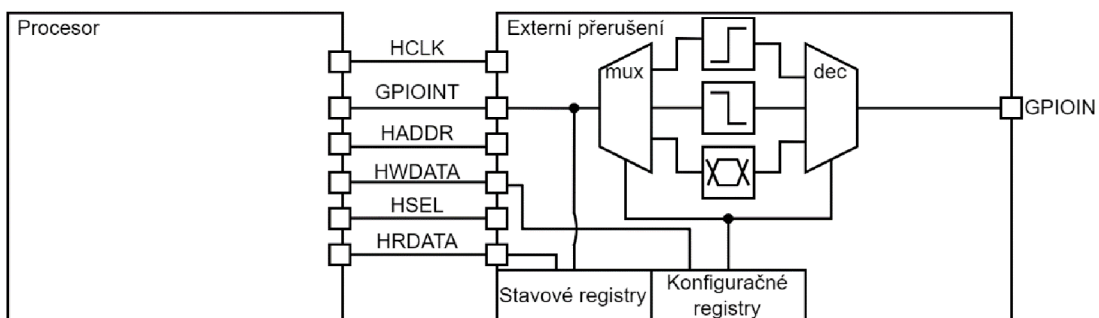 Procesor
Externí přerušení
HCLK
mux
dec
GPIOINT
GPIOIN
HADDR
HWDATA
HSEL
HRDATA
Stavové registry
Konfiguračné
registry